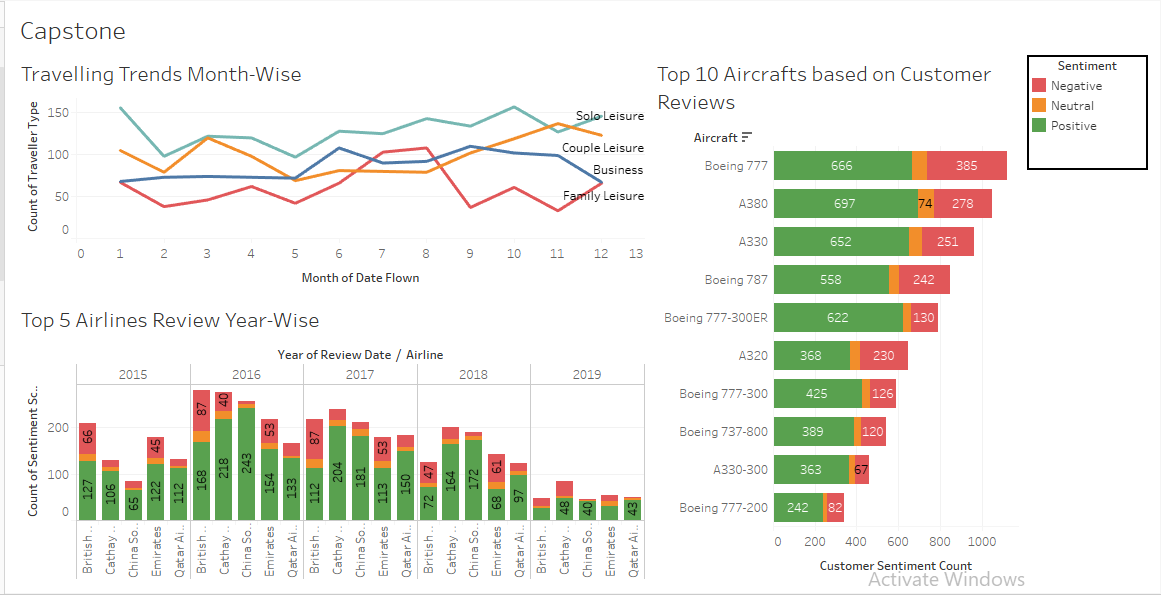 Capstone
Travelling Trends Month-Wise
Count of Traveller Type
150
100
50
0
Solo Leisure
Couple Leisure
Business
Family Leisure
0 1 2 3 4 5 6 7 8 9 10 11 12 13
Month of Date Flown
Top 5 Airlines Review Year-Wise
Year of Review Date / Airline
2015 2016 2017 2018 2019
Count of Sentiment Sc..
200
100
0
66 45 87 40 53 87 53 47 61
127 106 65 122 112 168 218 243 154 133 112 204 181 113 150 72 164 172 68 97 48 40 43
British .. Cathay .. China So.. Emirates Qatar Ai.. British .. Cathay .. China So.. Emirates Qatar Ai.. British .. Cathay .. China So.. Emirates Qatar Ai.. British .. Cathay .. China So.. Emirates Qatar Ai.. British .. Cathay .. China So.. Emirates Qatar Ai..
Top 10 Aircrafts based on Customer
Reviews
Aircraft
Boeing 777 666 385
A380 697 74 278
A330 652 251
Boeing 787 558 242
Boeing 777-300ER 622 130
A320 368 230
Boeing 777-300 425 126
Boeing 737-800 389 120
A330-300 363 67
Boeing 777-200 242 82
0 200 400 600 800 1000
Customer Sentiment Count
Sentiment
Negative
Neutral
Positive
Activate Windows